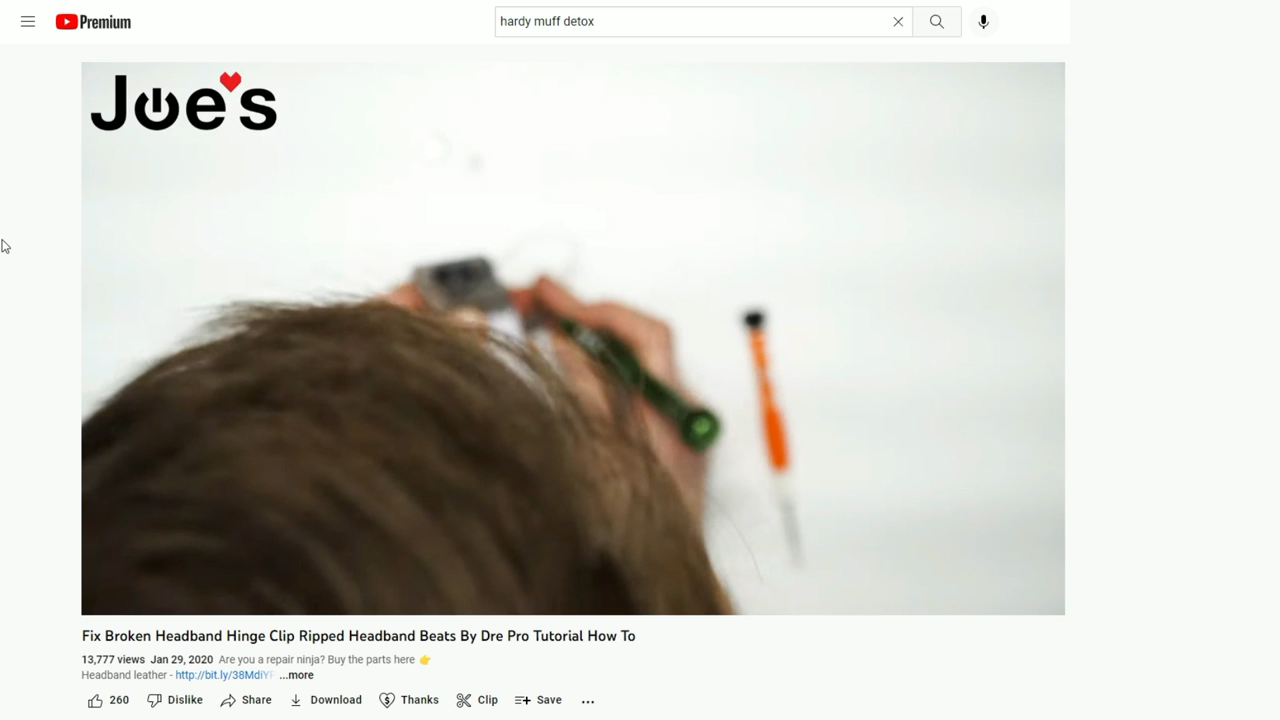 Premium
hardy muff detox
Joe's
Fix Broken Headband Hinge Clip Ripped Headband Beats By Dre Pro Tutorial How To
13,777 views Jan 29, 2020 Are you a repair ninja? Buy the parts here 👉
Headband leather - http://bit.ly/38MdiYF ...more
260 Dislike Share Download Thanks Clip Save ...